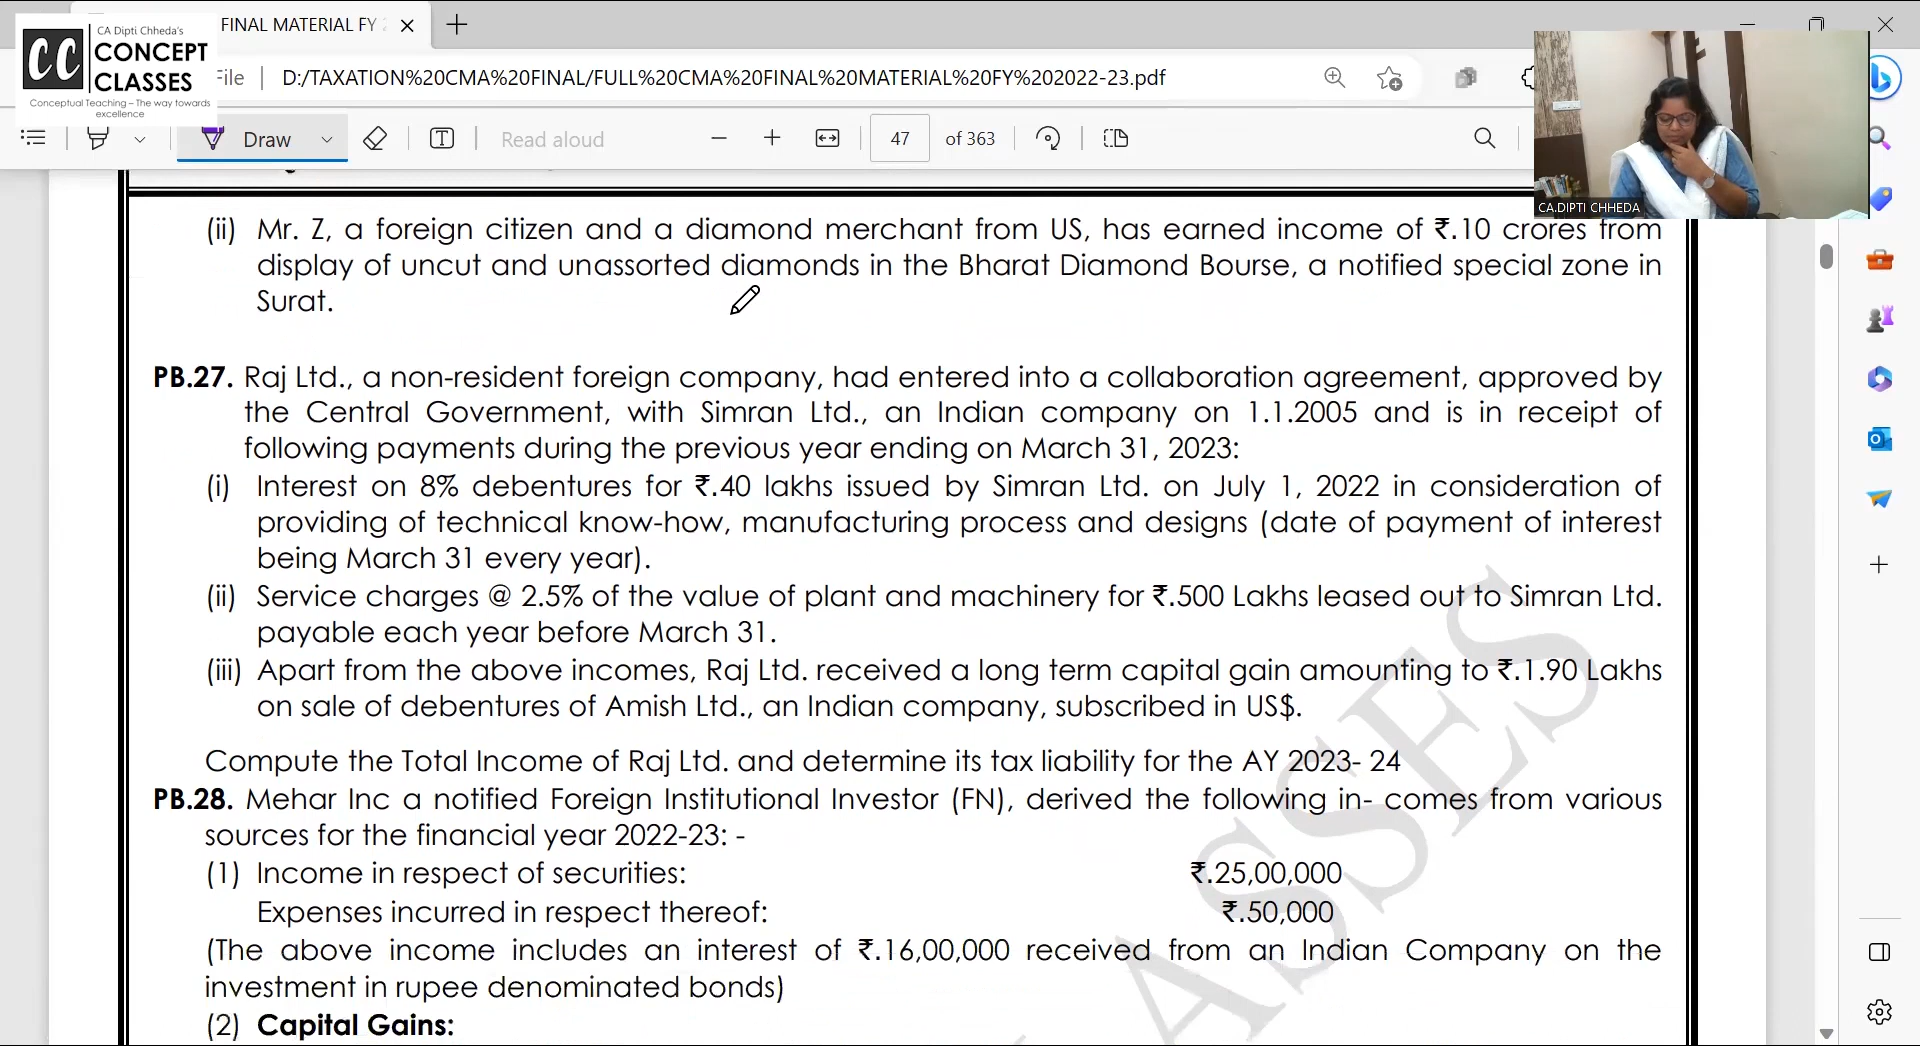 CA Dipti Chheda's
CC CONCEPT
CLASSES
Conceptual Teaching – The way towards
excellence
FINAL MATERIAL FY 2
File
D:/TAXATION%20CMA%20FINAL/FULL%20CMA%20FINAL%20MATERIAL%20FY%202022-23.pdf
Draw
T
Read aloud
47 of 363
CA.DIPTI CHHEDA
(ii) Mr. Z, a foreign citizen and a diamond merchant from US, has earned income of ₹.10 crores from
display of uncut and unassorted diamonds in the Bharat Diamond Bourse, a notified special zone in
Surat.
PB.27. Raj Ltd., a non-resident foreign company, had entered into a collaboration agreement, approved by
the Central Government, with Simran Ltd., an Indian company on 1.1.2005 and is in receipt of
following payments during the previous year ending on March 31, 2023:
(i) Interest on 8% debentures for ₹.40 lakhs issued by Simran Ltd. on July 1, 2022 in consideration of
providing of technical know-how, manufacturing process and designs (date of payment of interest
being March 31 every year).
(ii) Service charges @ 2.5% of the value of plant and machinery for ₹.500 Lakhs leased out to Simran Ltd.
payable each year before March 31.
(iii) Apart from the above incomes, Raj Ltd. received a long term capital gain amounting to ₹.1.90 Lakhs
on sale of debentures of Amish Ltd., an Indian company, subscribed in US$.
Compute the Total Income of Raj Ltd. and determine its tax liability for the AY 2023- 24
PB.28. Mehar Inc a notified Foreign Institutional Investor (FN), derived the following in- comes from various
sources for the financial year 2022-23: -
(1) Income in respect of securities: ₹.25,00,000
Expenses incurred in respect thereof: ₹.50,000
(The above income includes an interest of ₹.16,00,000 received from an Indian Company on the
investment in rupee denominated bonds)
(2) Capital Gains:
ASSES